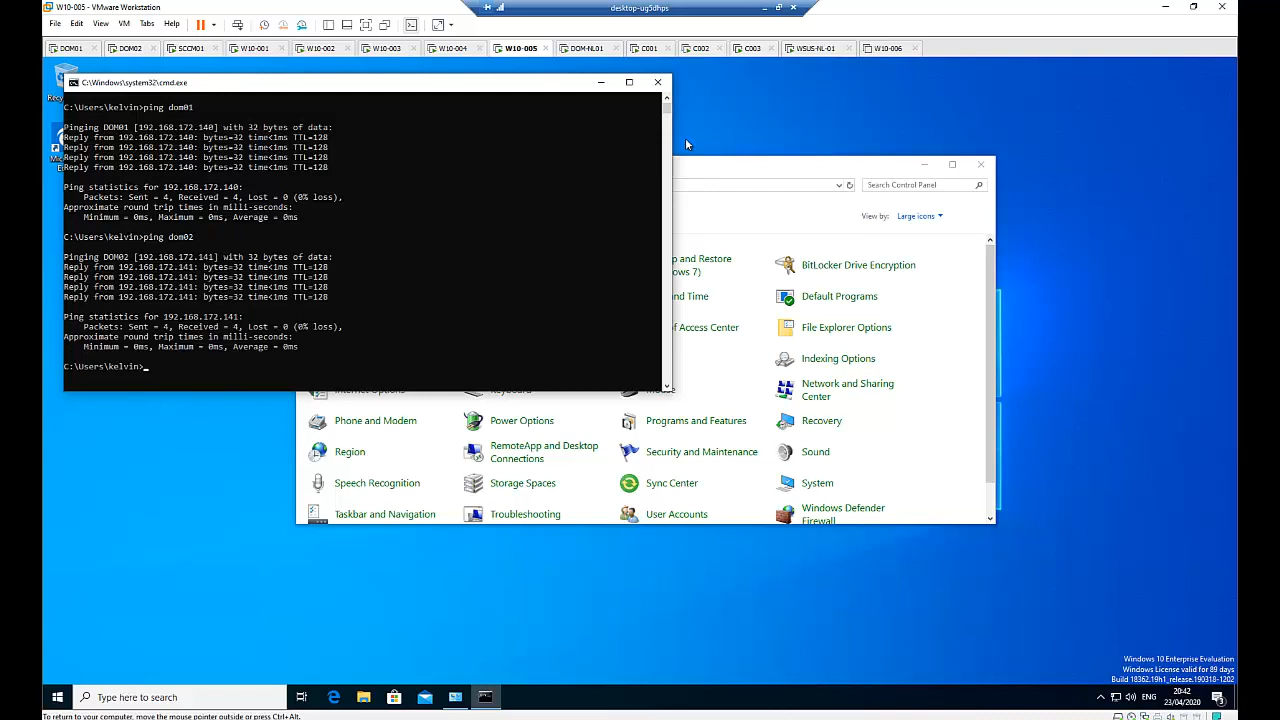 W10-005 - VMware Workstation
desktop-ug5dhps
File Edit View VM Tabs Help
DOM01 DOM02 SCCM01 W10-001 W10-002 W10-003 W10-004 W10-005 DOM-NL01 C001 C002 C003 WSUS-NL-01 W10-006
C:\Windows\system32\cmd.exe
C:\Users\kelvin>ping dom01
Pinging DOM01 [192.168.172.140] with 32 bytes of data:
Reply from 192.168.172.140: bytes=32 time<1ms TTL=128
Reply from 192.168.172.140: bytes=32 time<1ms TTL=128
Reply from 192.168.172.140: bytes=32 time<1ms TTL=128
Reply from 192.168.172.140: bytes=32 time<1ms TTL=128
Ping statistics for 192.168.172.140:
Packets: Sent = 4, Received = 4, Lost = 0 (0% loss),
Approximate round trip times in milli-seconds:
Minimum = 0ms, Maximum = 0ms, Average = 0ms
C:\Users\kelvin>ping dom02
Pinging DOM02 [192.168.172.141] with 32 bytes of data:
Reply from 192.168.172.141: bytes=32 time<1ms TTL=128
Reply from 192.168.172.141: bytes=32 time<1ms TTL=128
Reply from 192.168.172.141: bytes=32 time<1ms TTL=128
Reply from 192.168.172.141: bytes=32 time<1ms TTL=128
Ping statistics for 192.168.172.141:
Packets: Sent = 4, Received = 4, Lost = 0 (0% loss),
Approximate round trip times in milli-seconds:
Minimum = 0ms, Maximum = 0ms, Average = 0ms
C:\Users\kelvin>_
Search Control Panel
View by: Large icons
p and Restore
ows 7)
BitLocker Drive Encryption
and Time
Default Programs
of Access Center
File Explorer Options
Indexing Options
Network and Sharing
Center
Phone and Modem
Power Options
Programs and Features
Recovery
Region
RemoteApp and Desktop
Connections
Security and Maintenance
Sound
Speech Recognition
Storage Spaces
Sync Center
System
Taskbar and Navigation
Troubleshooting
User Accounts
Windows Defender
Firewall
Windows 10 Enterprise Evaluation
Windows License valid for 89 days
Build 18362.19h1_release.190318-1202
Type here to search
ENG
20:42
23/04/2020
3
To return to your computer, move the mouse pointer outside or press Ctrl+Alt.